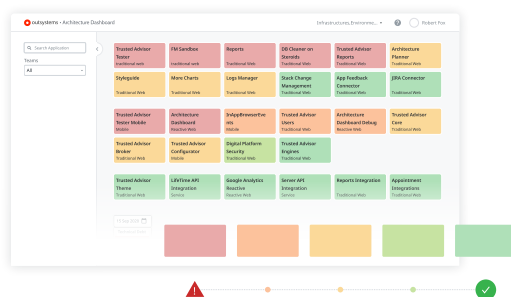 outsystems • Architecture Dashboard
Infrastructures.Environme...
Robert Fox
Search Application
Teams
All
Trusted Advisor Tester
Traditional web
FM Sandbox
traditional web
Reports
Traditional Web
DB Cleaner on Steroids
Traditional Web
Trusted Advisor Reports
Traditional Web
Architecture Planner
Traditional Web
Styleguide
Traditional Web
More Charts
Traditional Web
Logs Manager
Traditional Web
Stack Change Management
Traditional Web
App Feedback Connector
Traditional Web
JIRA Connector
Traditional Web
Trusted Advisor Tester Mobile
Mobile
Architecture Dashboard
Reactive Web
Mobile
Trusted Advisor Users
Traditional Web
Architecture Dashboard Debug
Reactive Web
Trusted Advisor Core
Traditional Web
Trusted Advisor Broker
Traditional Web
Trusted Advisor Configurator
Mobile
Digital Platform Security
Traditional Web
Trusted Advisor Engines
Traditional Web
Trusted Advisor Theme
Traditional Web
LifeTime API Integration
Service
Google Analytics Reactive
Reactive Web
Server API Integration
Service
Reports Integration
Traditional Web
Appointment Integrations
Traditional Web